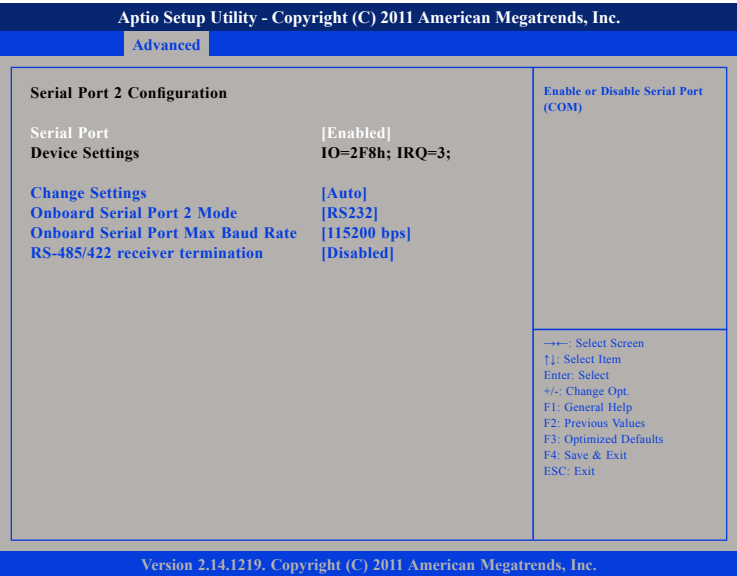 Aptio Setup Utility - Copyright (C) 2011 American Megatrends, Inc.
Advanced
Serial Port 2 Configuration
Serial Port [Enabled]
Device Settings IO=2F8h; IRQ=3;
Change Settings [Auto]
Onboard Serial Port 2 Mode [RS232]
Onboard Serial Port Max Baud Rate [115200 bps]
RS-485/422 receiver termination [Disabled]
Enable or Disable Serial Port
(COM)
→←: Select Screen
↑↓: Select Item
Enter: Select
+/-: Change Opt.
F1: General Help
F2: Previous Values
F3: Optimized Defaults
F4: Save & Exit
ESC: Exit
Version 2.14.1219. Copyright (C) 2011 American Megatrends, Inc.